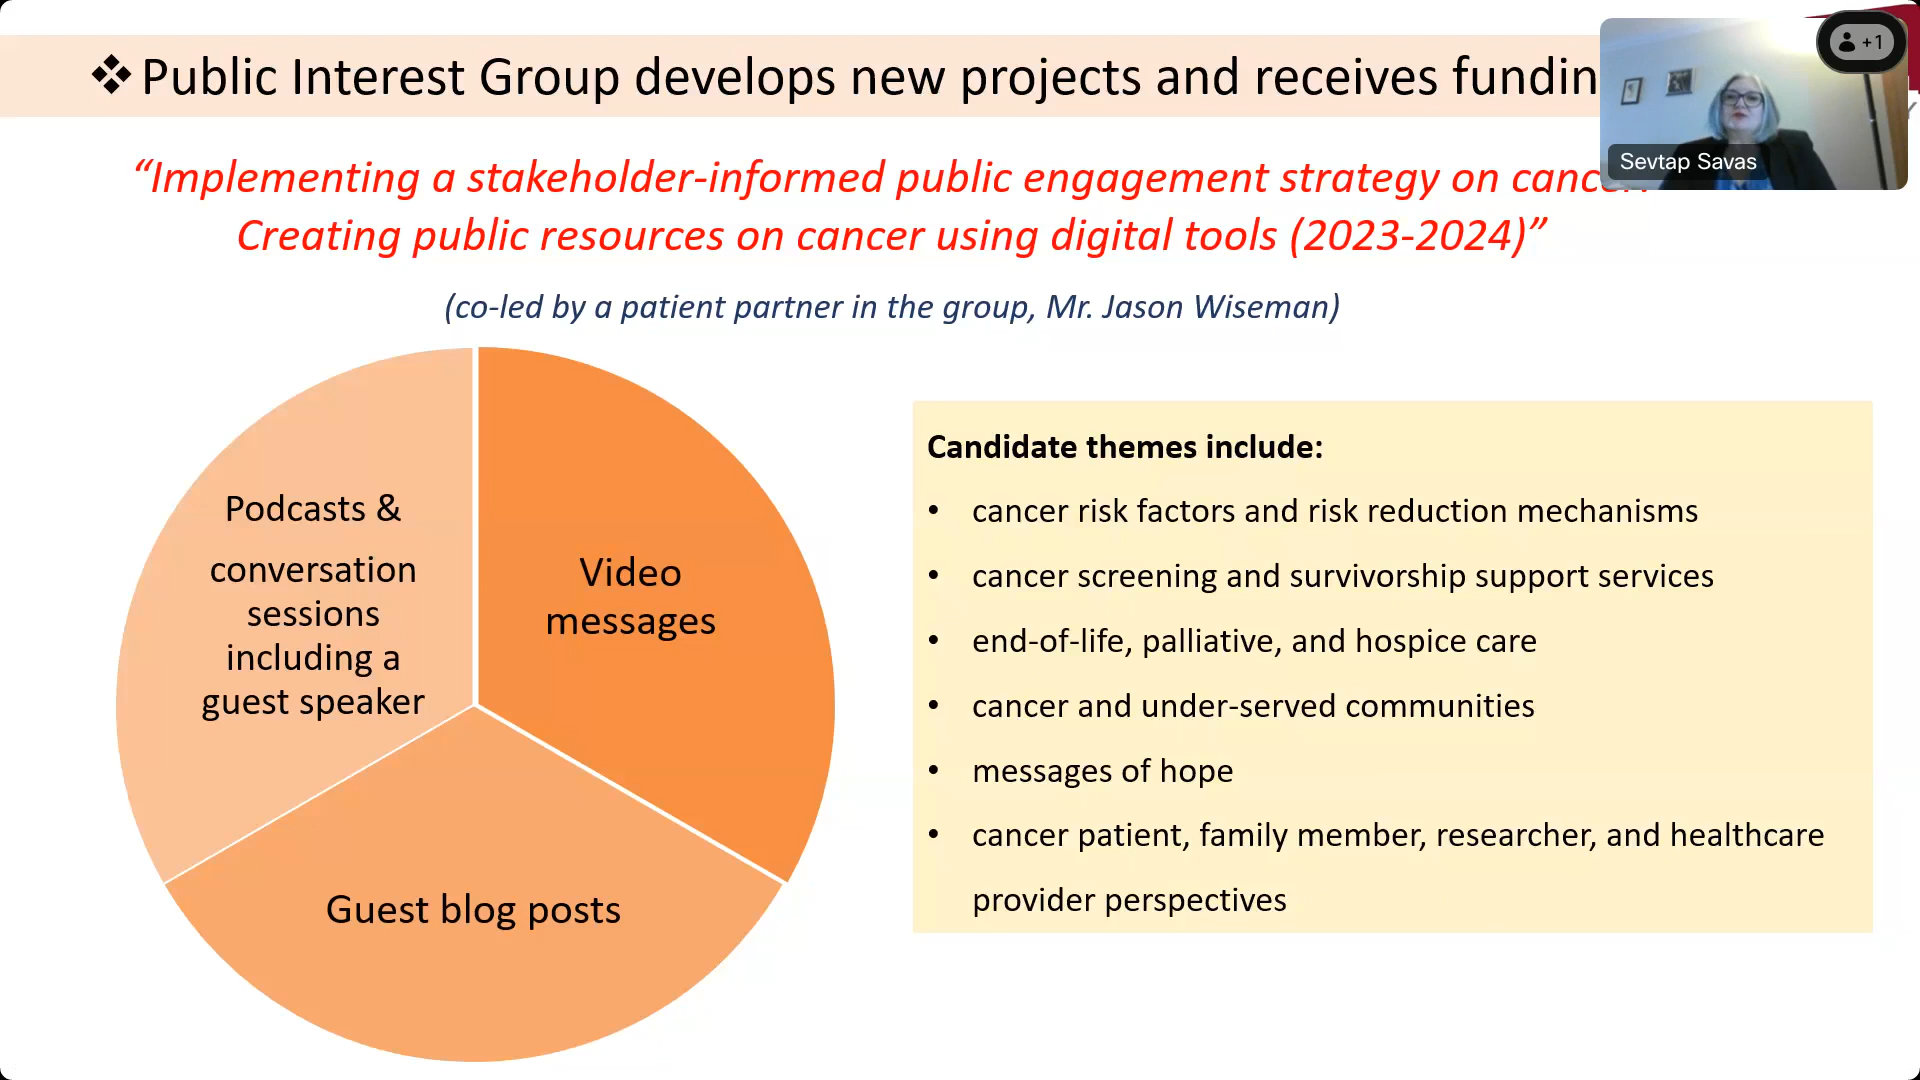 ❖Public Interest Group develops new projects and receives fundin
+1
Sevtap Savas
“Implementing a stakeholder-informed public engagement strategy on cancer:
Creating public resources on cancer using digital tools (2023-2024)”
(co-led by a patient partner in the group, Mr. Jason Wiseman)
Podcasts &
conversation
sessions
including a
guest speaker
Video
messages
Guest blog posts
Candidate themes include:
• cancer risk factors and risk reduction mechanisms
• cancer screening and survivorship support services
• end-of-life, palliative, and hospice care
• cancer and under-served communities
• messages of hope
• cancer patient, family member, researcher, and healthcare
provider perspectives